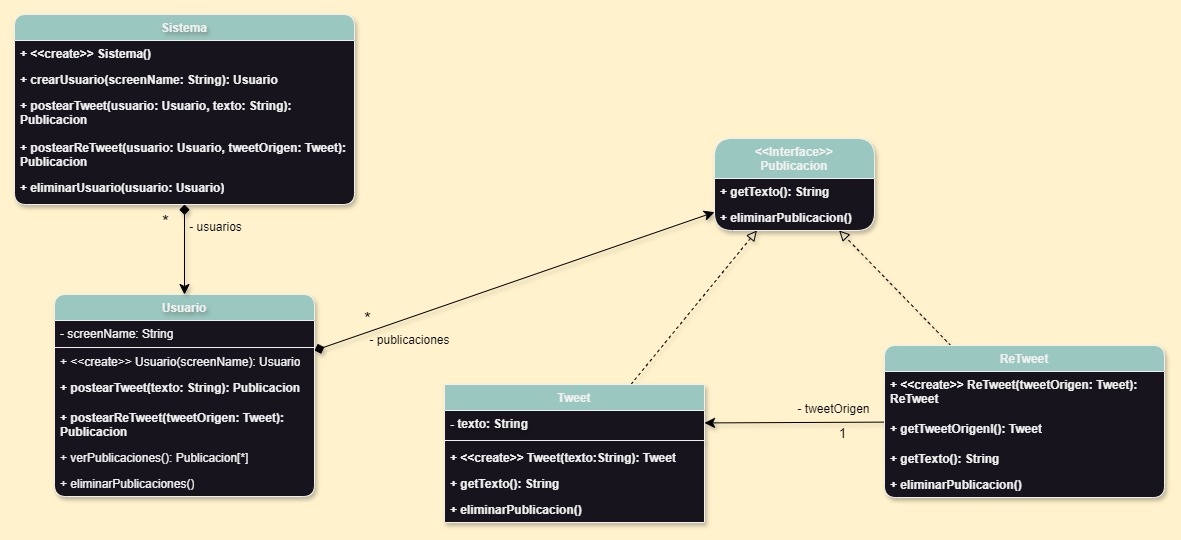 Sistema
+ <<create>> Sistema()
+ crearUsuario(screenName: String): Usuario
+ postearTweet(usuario: Usuario, texto: String):
Publicacion
+ postearReTweet(usuario: Usuario, tweetOrigen: Tweet):
Publicacion
+ eliminarUsuario(usuario: Usuario)
*
- usuarios
Usuario
- screenName: String
+ <<create>> Usuario(screenName): Usuario
+ postearTweet(texto: String): Publicacion
+ postearReTweet(tweetOrigen: Tweet):
Publicacion
+ verPublicaciones(): Publicacion[*]
+ eliminarPublicaciones()
*
- publicaciones
<<Interface>>
Publicacion
+ getTexto(): String
+ eliminarPublicacion()
Tweet
- texto: String
+ <<create>> Tweet(texto:String): Tweet
+ getTexto(): String
+ eliminarPublicacion()
- tweetOrigen
1
ReTweet
+ <<create>> ReTweet(tweetOrigen: Tweet):
ReTweet
+ getTweetOrigenl(): Tweet
+ getTexto(): String
+ eliminarPublicacion()